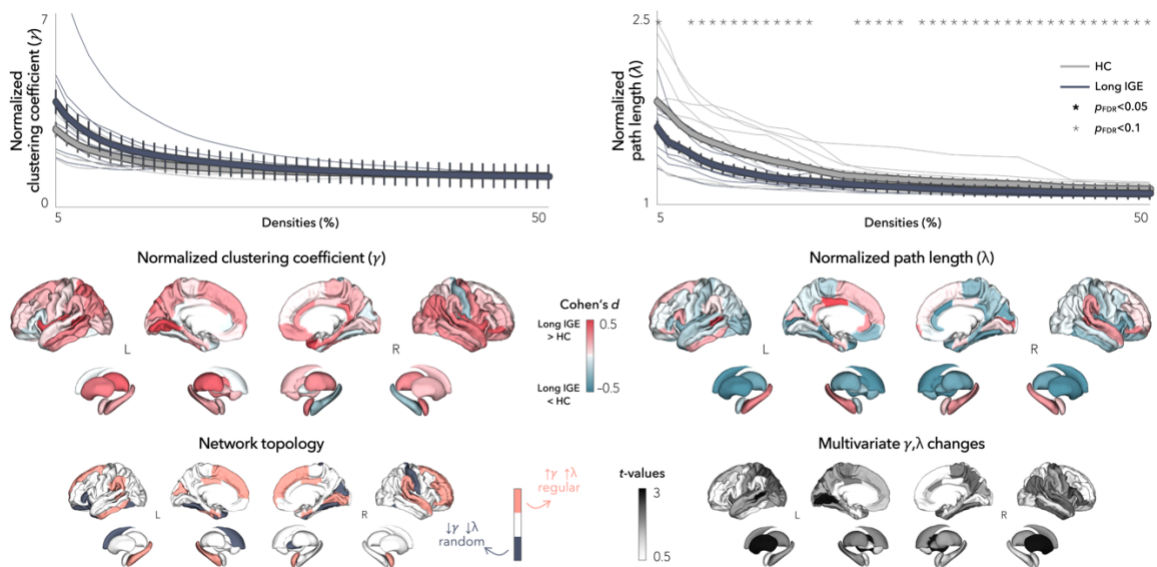 7
Normalized
clustering coefficient (γ)
0
5
Densities (%)
50
2.5
Normalized
path length (λ)
1
5
Densities (%)
50
* * * * * * * * * * * * * * * * * * * * * * * * * * * * * * * * * * * * * * * *
HC
Long IGE
* pFDR<0.05
* pFDR<0.1
Normalized clustering coefficient (γ)
L
R
Cohen's d
Long IGE
> HC
0.5
Long IGE
< HC
–0.5
Normalized path length (λ)
L
R
Network topology
L
R
↑γ ↑λ
regular
↓γ ↓λ
random
Multivariate γ,λ changes
t-values
3
0.5
L
R